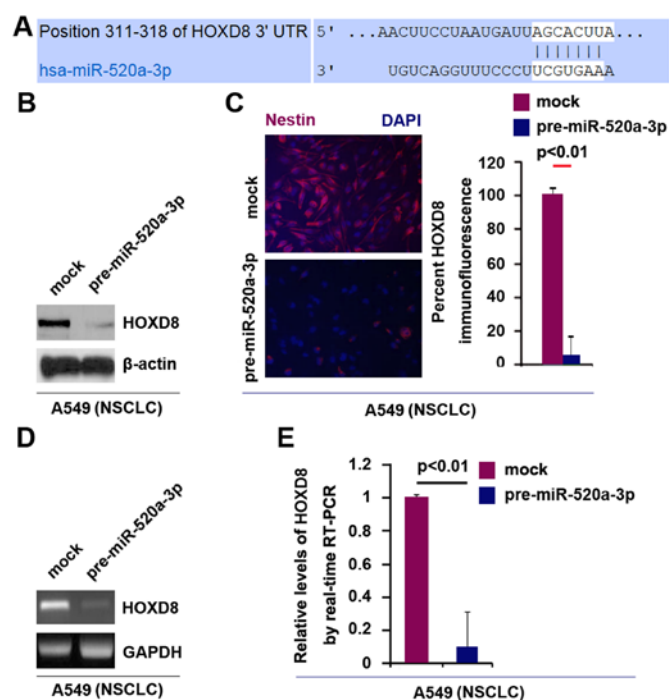 A
Position 311-318 of HOXD8 3' UTR 5' ...AACUUCCUAAUGAUUAGCACUUA...
hsa-miR-520a-3p 3' UGUCAGGUUUCCCUUCGUGAAA
B
mock
pre-miR-520a-3p
HOXD8
β-actin
A549 (NSCLC)
C
Nestin DAPI
mock
pre-miR-520a-3p
mock
pre-miR-520a-3p
p<0.01
Percent HOXD8
immunofluorescence
120
100
80
60
40
20
0
A549 (NSCLC)
D
mock
pre-miR-520a-3p
HOXD8
GAPDH
A549 (NSCLC)
E
Relative levels of HOXD8
by real-time RT-PCR
1.2
1
0.8
0.6
0.4
0.2
0
p<0.01
mock
pre-miR-520a-3p
A549 (NSCLC)